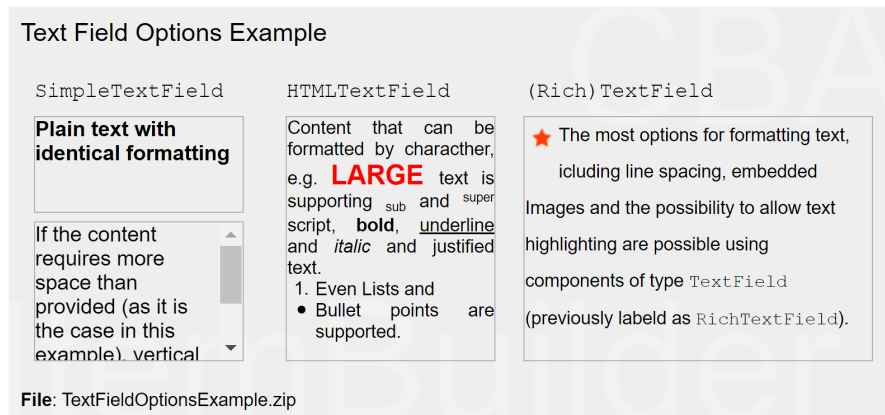 Text Field Options Example
SimpleTextField
Plain text with
identical formatting
If the content
requires more
space than
provided (as it is
the case in this
example), vertical
HTMLTextField
Content that can be
formatted by characther,
e.g. LARGE text is
supporting sub and super
script, bold, underline
and italic and justified
text.
1. Even Lists and
● Bullet points are
supported.
(Rich)TextField
The most options for formatting text,
icluding line spacing, embedded
Images and the possibility to allow text
highlighting are possible using
components of type TextField
(previously labeld as RichTextField).
File: TextFieldOptionsExample.zip
CBA
ItemBuilder